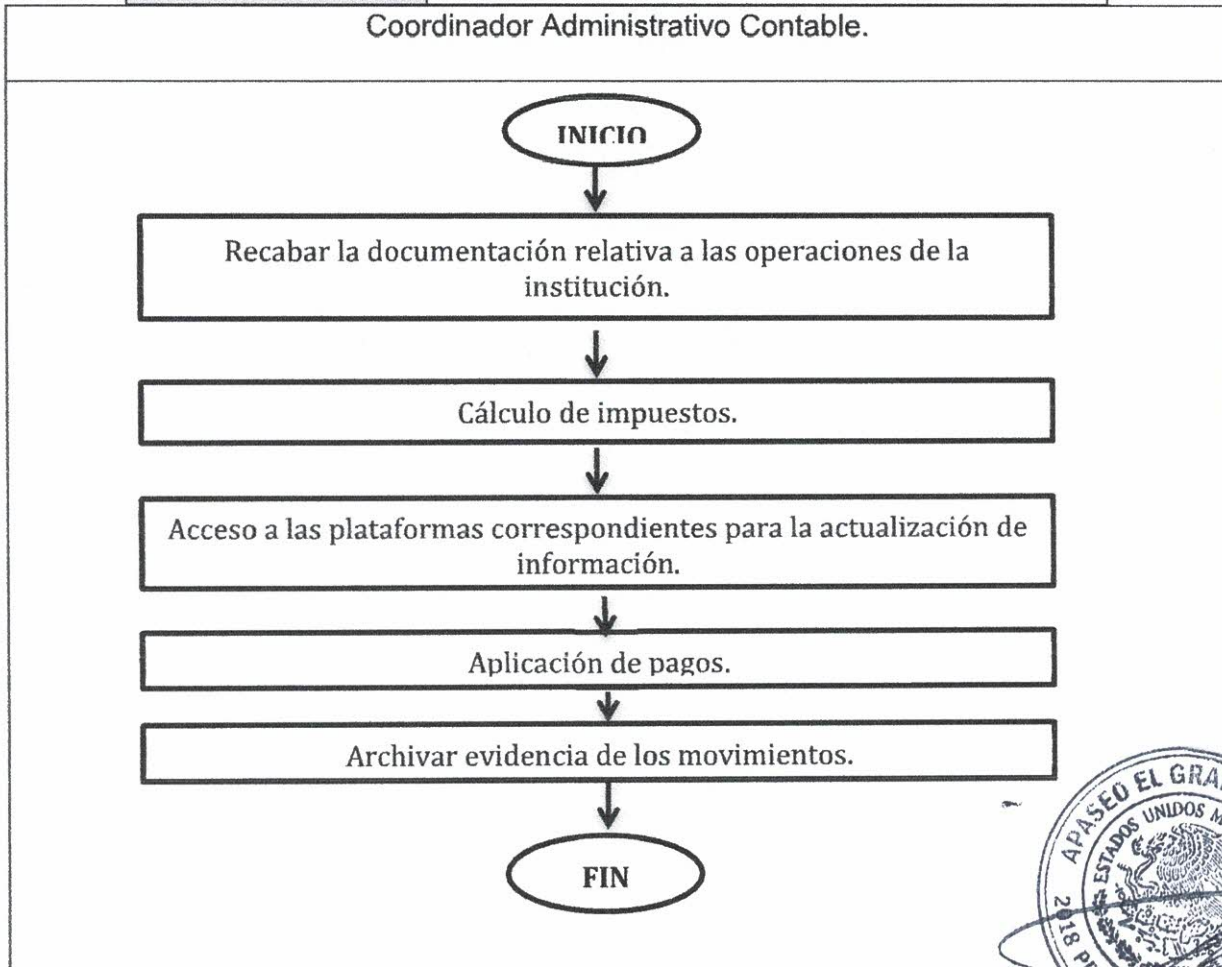 Coordinador Administrativo Contable.
INICIO
Recabar la documentación relativa a las operaciones de la
institución.
Cálculo de impuestos.
Acceso a las plataformas correspondientes para la actualización de
información.
Aplicación de pagos.
Archivar evidencia de los movimientos.
FIN
APASEO EL GRA
ESTADOS UNIDOS M
2018